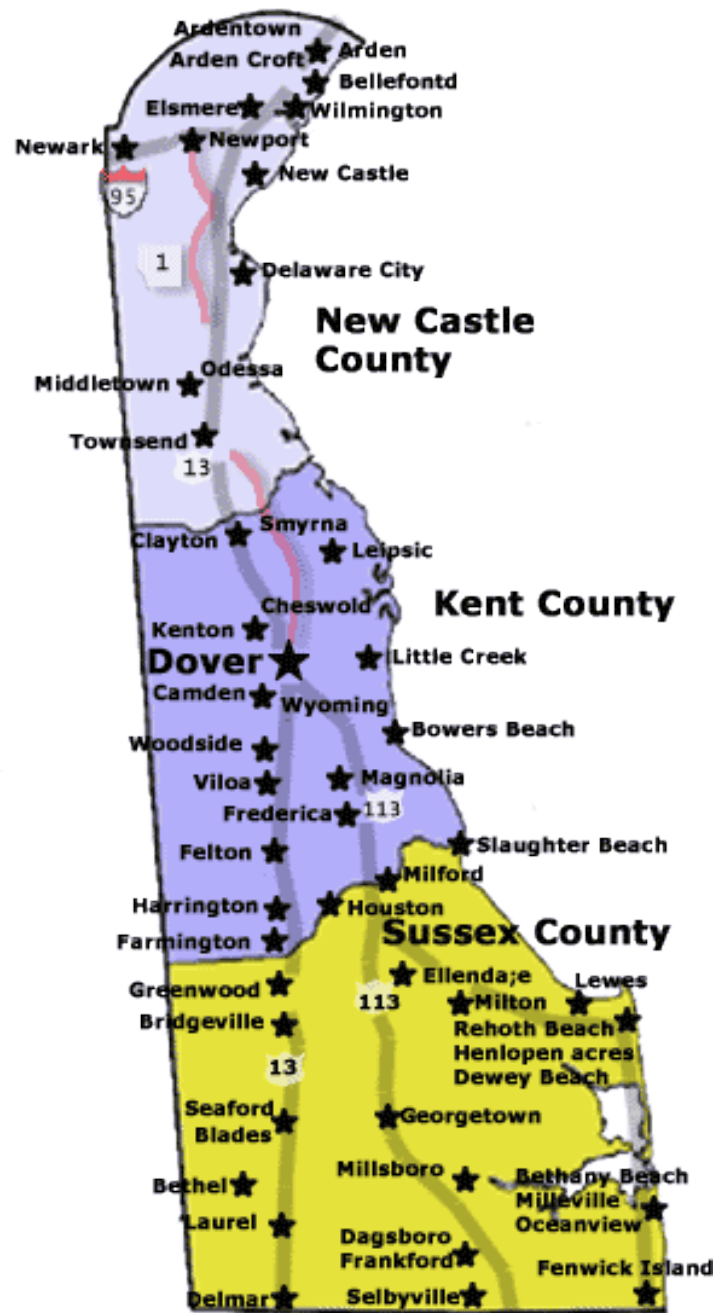 Ardentown
Arden
Arden Croft
Bellefontd
Elsmere
Wilmington
Newark
Newport
New Castle
95
1
Delaware City
New Castle
County
Odessa
Middletown
Townsend
13
Smyrna
Clayton
Leipsic
Cheswold
Kent County
Kenton
Dover
Little Creek
Camden
Wyoming
Bowers Beach
Woodside
Viloa
Magnolia
Frederica
113
Felton
Slaughter Beach
Milford
Harrington
Houston
Farmington
Sussex County
Ellenda;e
Lewes
Greenwood
113
Milton
Bridgeville
Rehoth Beach
Henlopen acres
Dewey Beach
13
Seaford
Blades
Georgetown
Millsboro
Bethel
Bethany Beach
Milleville
Oceanview
Laurel
Dagsboro
Frankford
Fenwick Island
Delmar
Selbyville